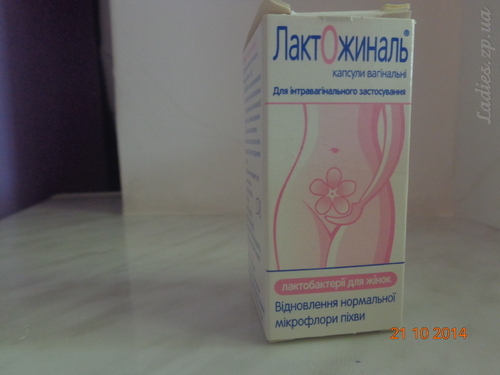 ЛактОжиналь®
капсули вагінальні
Для інтравагінального застосування
лактобактерії для жінок
Відновлення нормальної
мікрофлори піхви
21 10 2014
Ladies.zp.ua